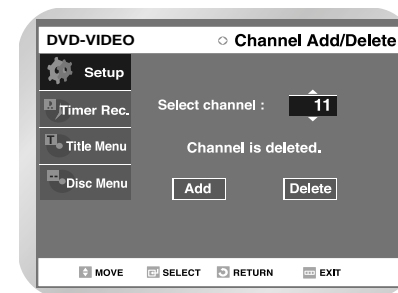 DVD-VIDEO
Channel Add/Delete
Setup
Timer Rec.
Select channel : 11
Title Menu
Channel is deleted.
Disc Menu
Add Delete
MOVE SELECT RETURN EXIT